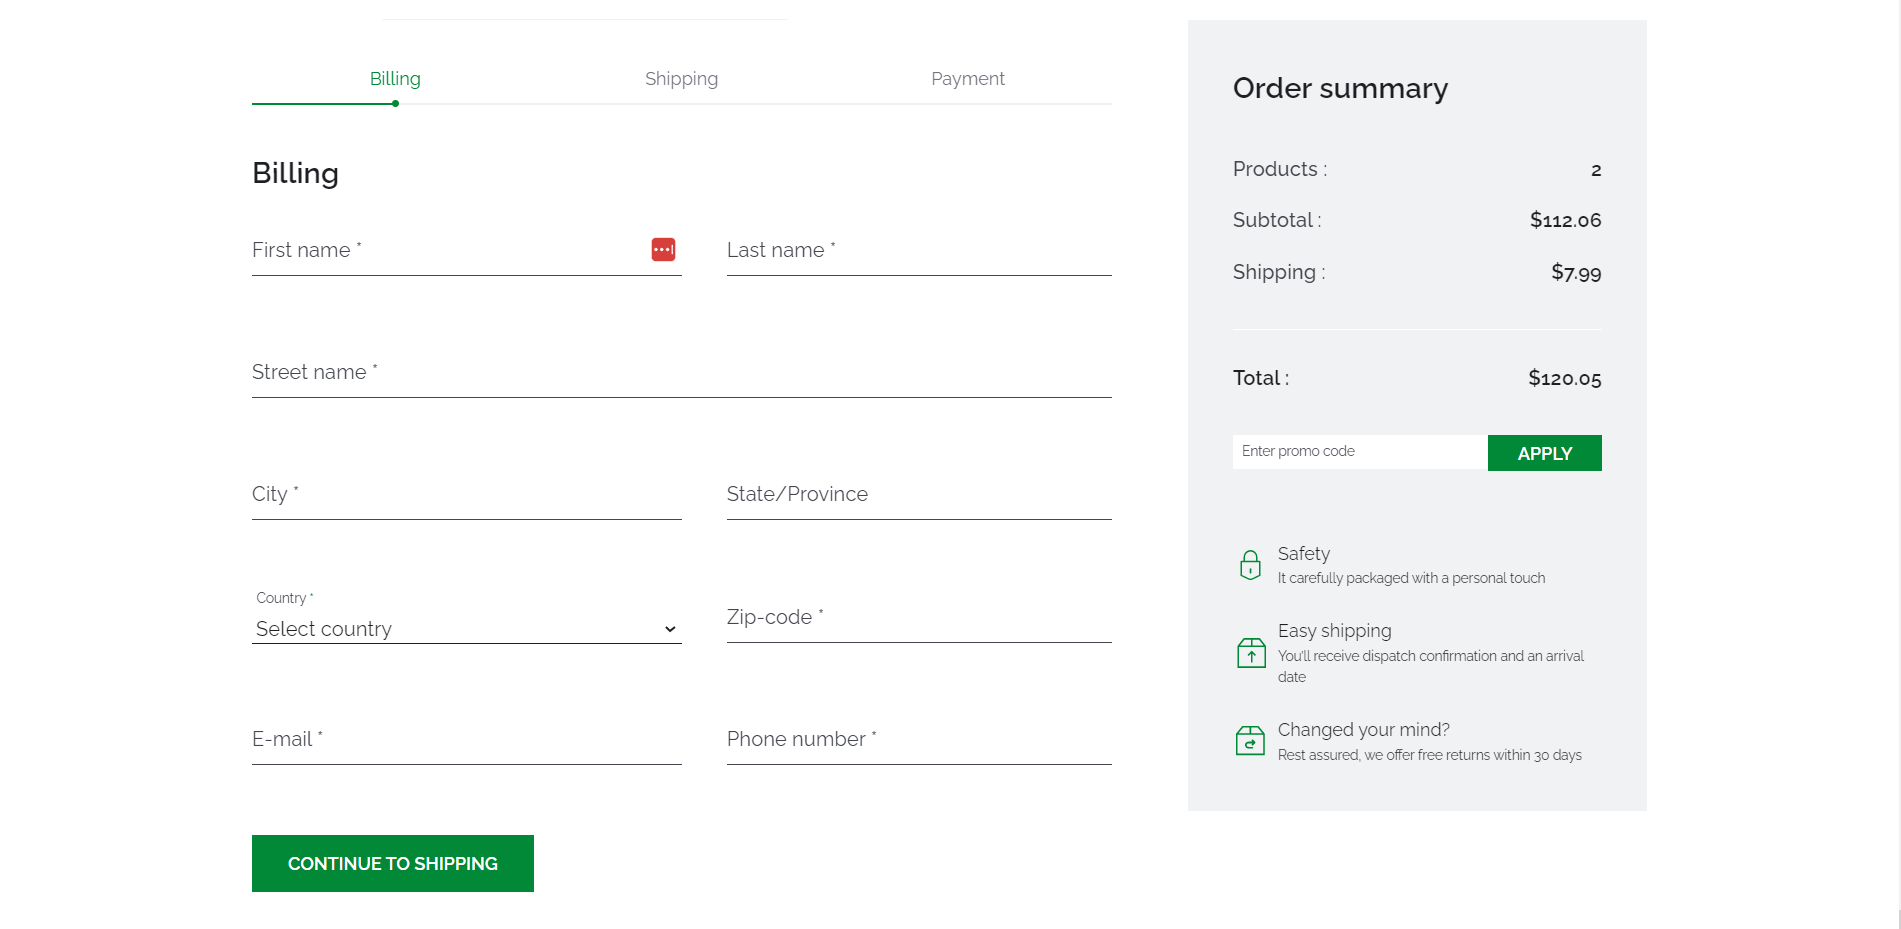 Billing
Shipping
Payment
Billing
First name *
Last name *
Street name *
City *
State/Province
Country *
Select country
Zip-code *
E-mail *
Phone number *
CONTINUE TO SHIPPING
Order summary
Products : 2
Subtotal : $112.06
Shipping : $7.99
Total : $120.05
Enter promo code
APPLY
Safety
It carefully packaged with a personal touch
Easy shipping
You'll receive dispatch confirmation and an arrival
date
Changed your mind?
Rest assured, we offer free returns within 30 days